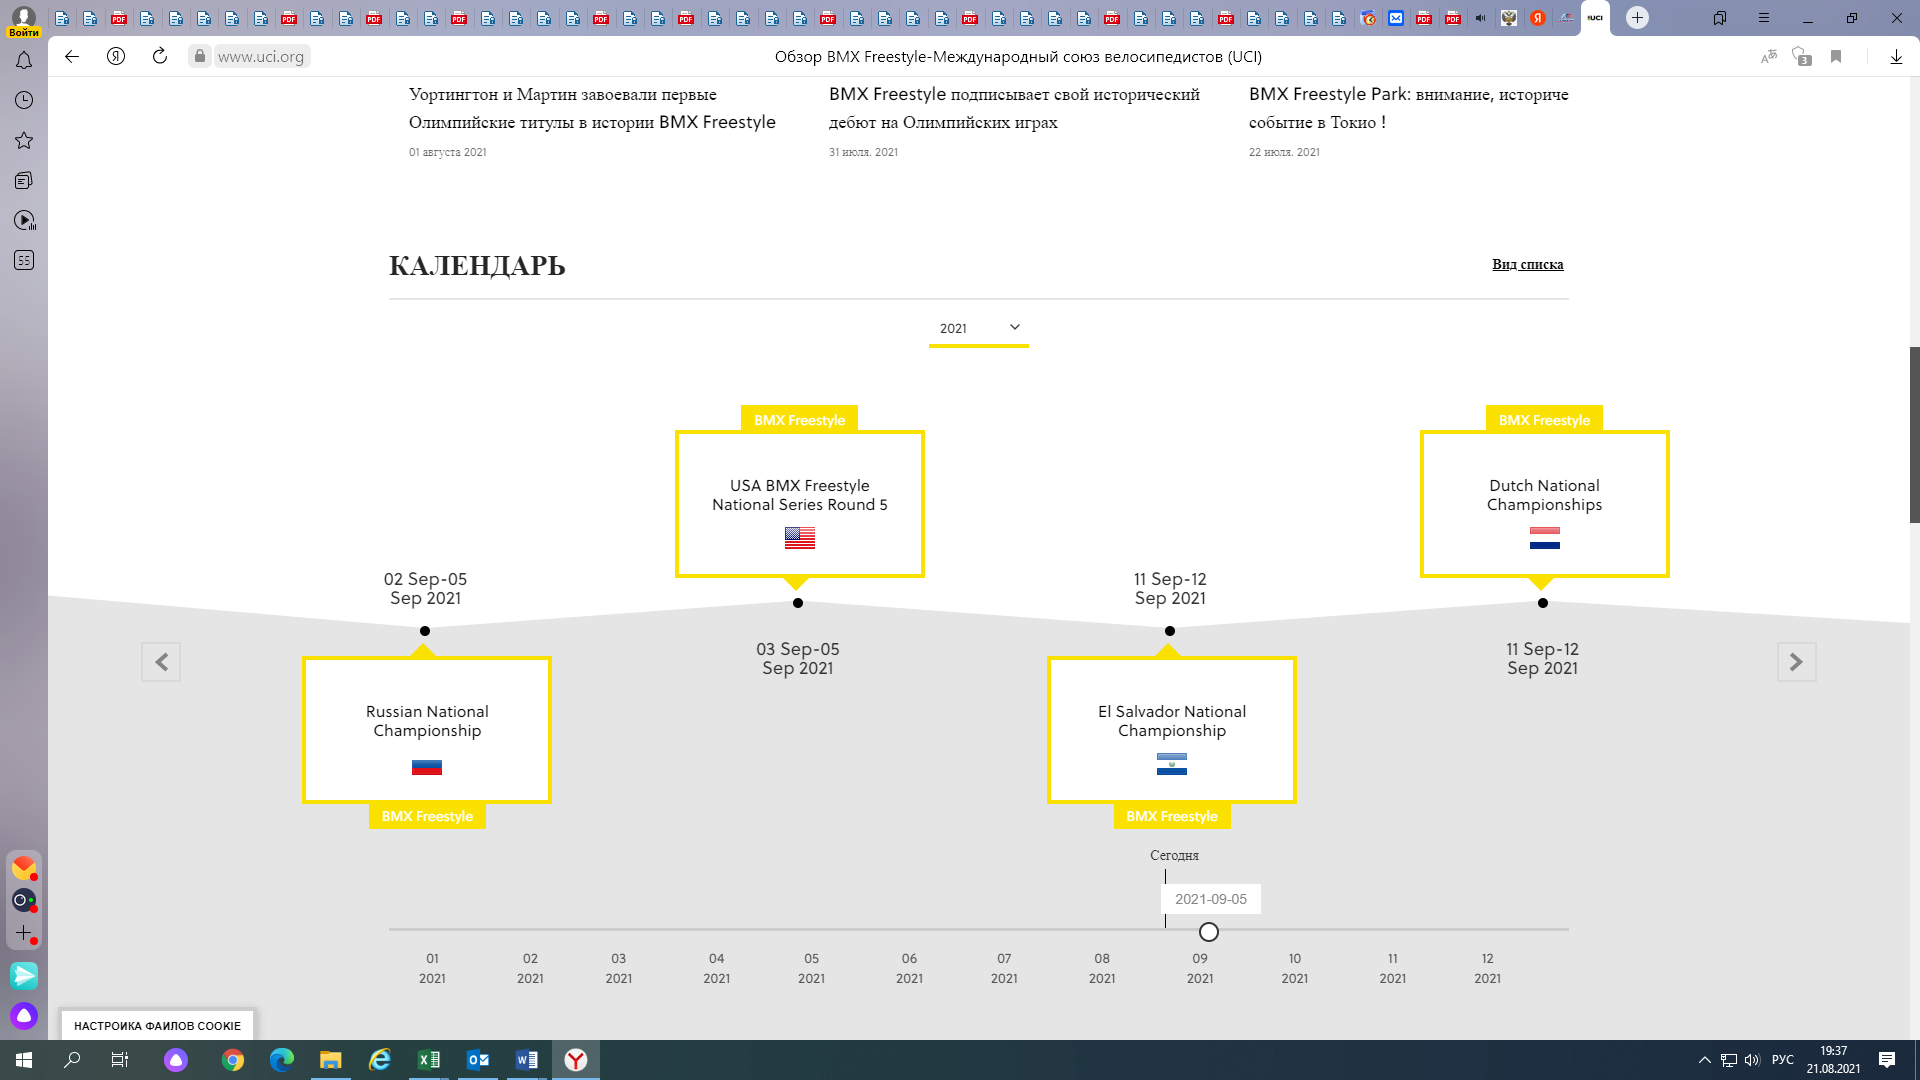 Войти
www.uci.org
Обзор BMX Freestyle-Международный союз велосипедистов (UCI)
3
55
Уортингтон и Мартин завоевали первые
Олимпийские титулы в истории BMX Freestyle
01 августа 2021
BMX Freestyle подписывает свой исторический
дебют на Олимпийских играх
31 июля. 2021
BMX Freestyle Park: внимание, историче
событие в Токио !
22 июля. 2021
КАЛЕНДАРЬ
Вид списка
2021
BMX Freestyle
USA BMX Freestyle
National Series Round 5
03 Sep-05
Sep 2021
BMX Freestyle
Dutch National
Championships
11 Sep-12
Sep 2021
02 Sep-05
Sep 2021
Russian National
Championship
BMX Freestyle
11 Sep-12
Sep 2021
El Salvador National
Championship
BMX Freestyle
Сегодня
2021-09-05
01 02 03 04 05 06 07 08 09 10 11 12
2021 2021 2021 2021 2021 2021 2021 2021 2021 2021 2021 2021
НАСТРОЙКА ФАЙЛОВ COOKIE
РУС
19:37
21.08.2021